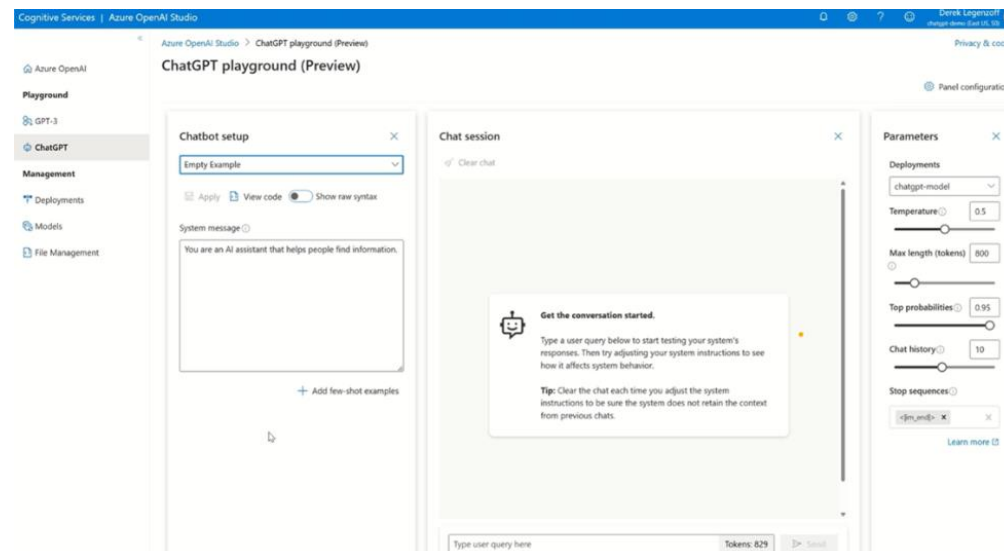 Cognitive Services | Azure OpenAI Studio
Derek Legenzoff
chatgpt-demo (East US, S0)
Azure OpenAI Studio > ChatGPT playground (Preview)
Privacy & coo
ChatGPT playground (Preview)
Panel configuratio
Azure OpenAI
Playground
GPT-3
ChatGPT
Management
Deployments
Models
File Management
Chatbot setup
Empty Example
Apply View code Show raw syntax
System message
You are an AI assistant that helps people find information.
+ Add few-shot examples
Chat session
Clear chat
Get the conversation started.
Type a user query below to start testing your system's
responses. Then try adjusting your system instructions to see
how it affects system behavior.
Tip: Clear the chat each time you adjust the system
instructions to be sure the system does not retain the context
from previous chats.
Type user query here
Tokens: 829
Send
Parameters
Deployments
chatgpt-model
Temperature 0.5
Max length (tokens) 800
Top probabilities 0.95
Chat history 10
Stop sequences
<|im_end|>
Learn more